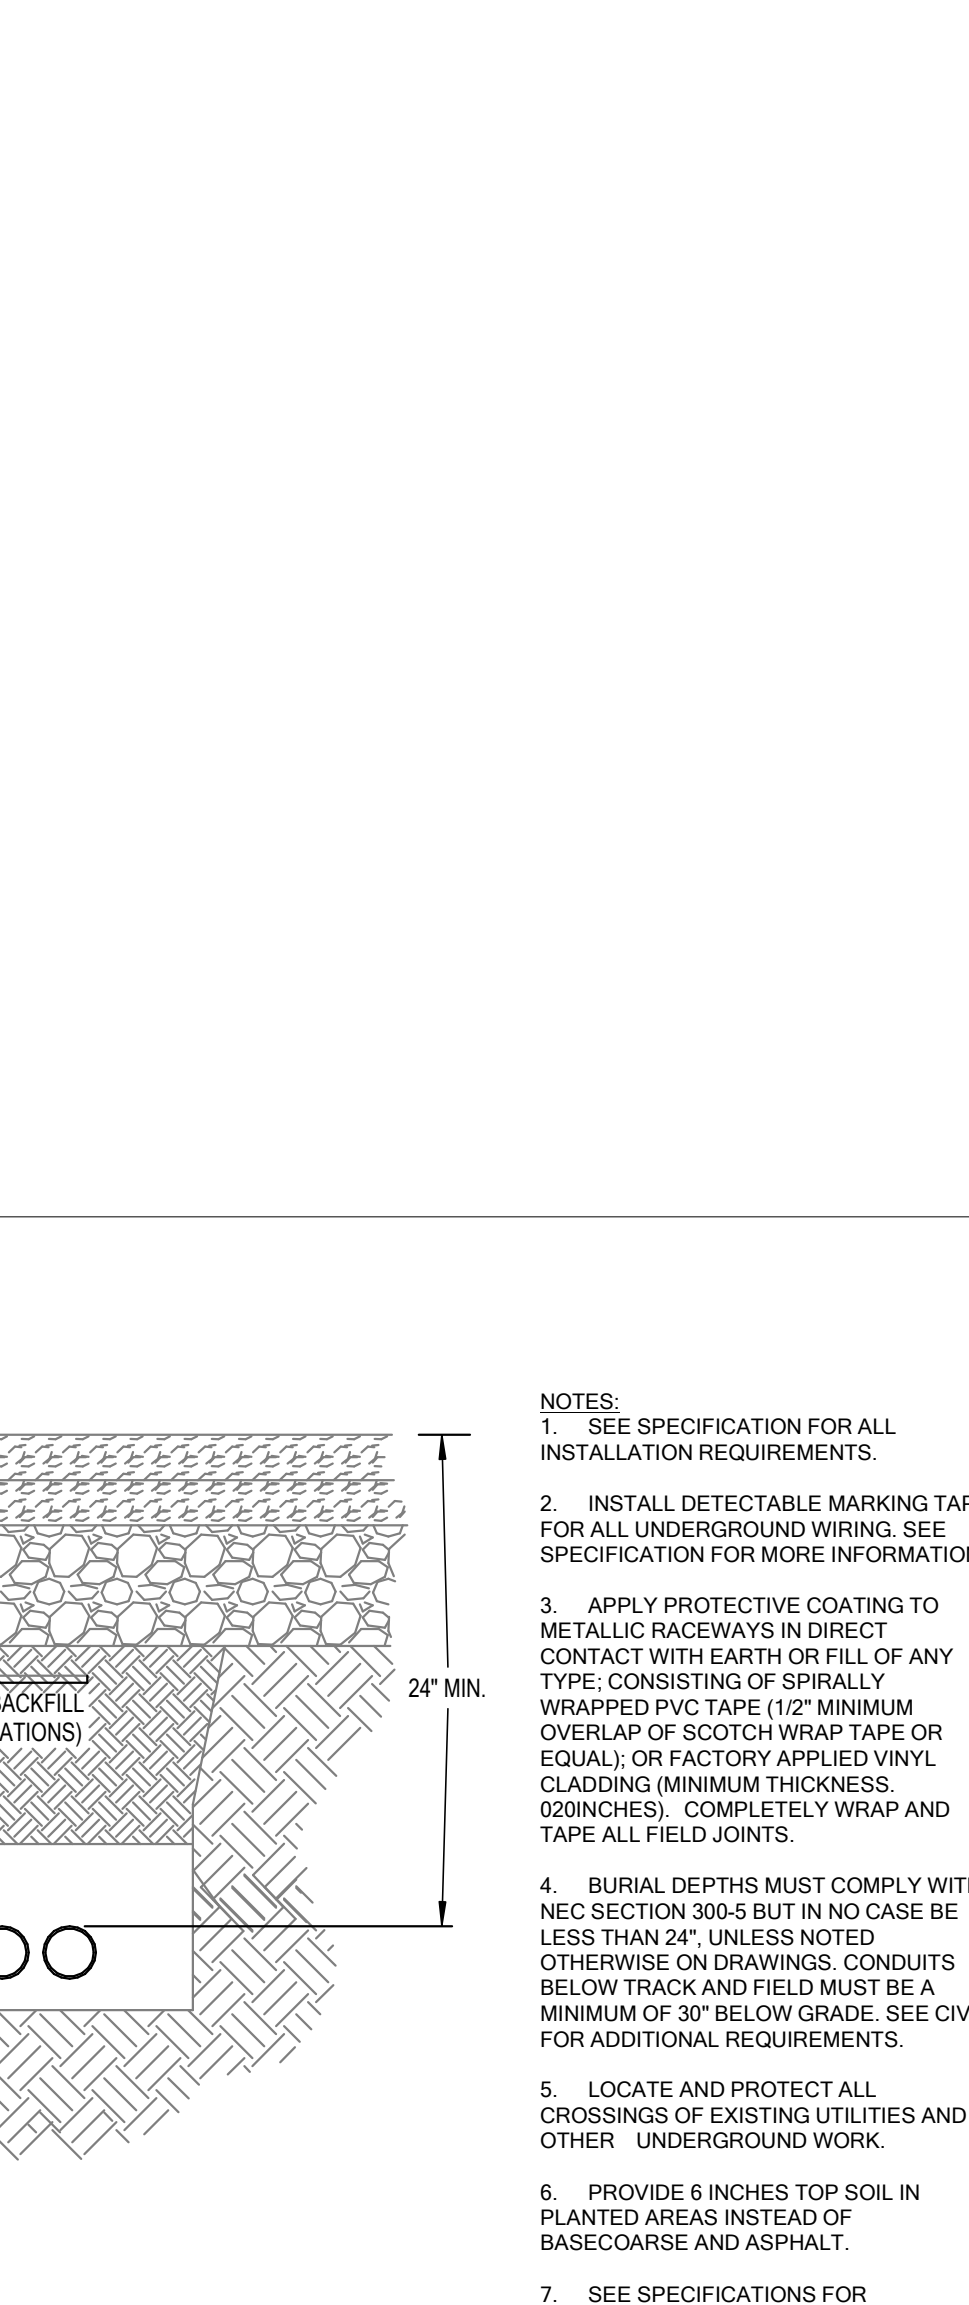 NOTES:
1. SEE SPECIFICATION FOR ALL
INSTALLATION REQUIREMENTS.
2. INSTALL DETECTABLE MARKING
FOR ALL UNDERGROUND WIRING. SEE
SPECIFICATION FOR MORE
3. APPLY PROTECTIVE COATING TO
METALLIC RACEWAYS IN DIRECT
CONTACT WITH EARTH OR FILL OF ANY
TYPE; CONSISTING OF SPIRALLY
WRAPPED PVC TAPE (1/2" MINIMUM
OVERLAP OF SCOTCH WRAP TAPE OR
EQUAL); OR FACTORY APPLIED VINYL
CLADDING (MINIMUM THICKNESS.
020INCHES). COMPLETELY WRAP AND
TAPE ALL FIELD JOINTS.
4. BURIAL DEPTHS MUST COMPLY
NEC SECTION 300-5 BUT IN NO CASE BE
LESS THAN 24", UNLESS NOTED
OTHERWISE ON DRAWINGS. CONDUITS
BELOW TRACK AND FIELD MUST BE A
MINIMUM OF 30" BELOW GRADE. SEE
FOR ADDITIONAL REQUIREMENTS.
5. LOCATE AND PROTECT ALL
CROSSINGS OF EXISTING UTILITIES AND
OTHER UNDERGROUND WORK.
6. PROVIDE 6 INCHES TOP SOIL IN
PLANTED AREAS INSTEAD OF
BASECOARSE AND ASPHALT.
7. SEE SPECIFICATIONS FOR
24" MIN.
ACKFILL
ATIONS)